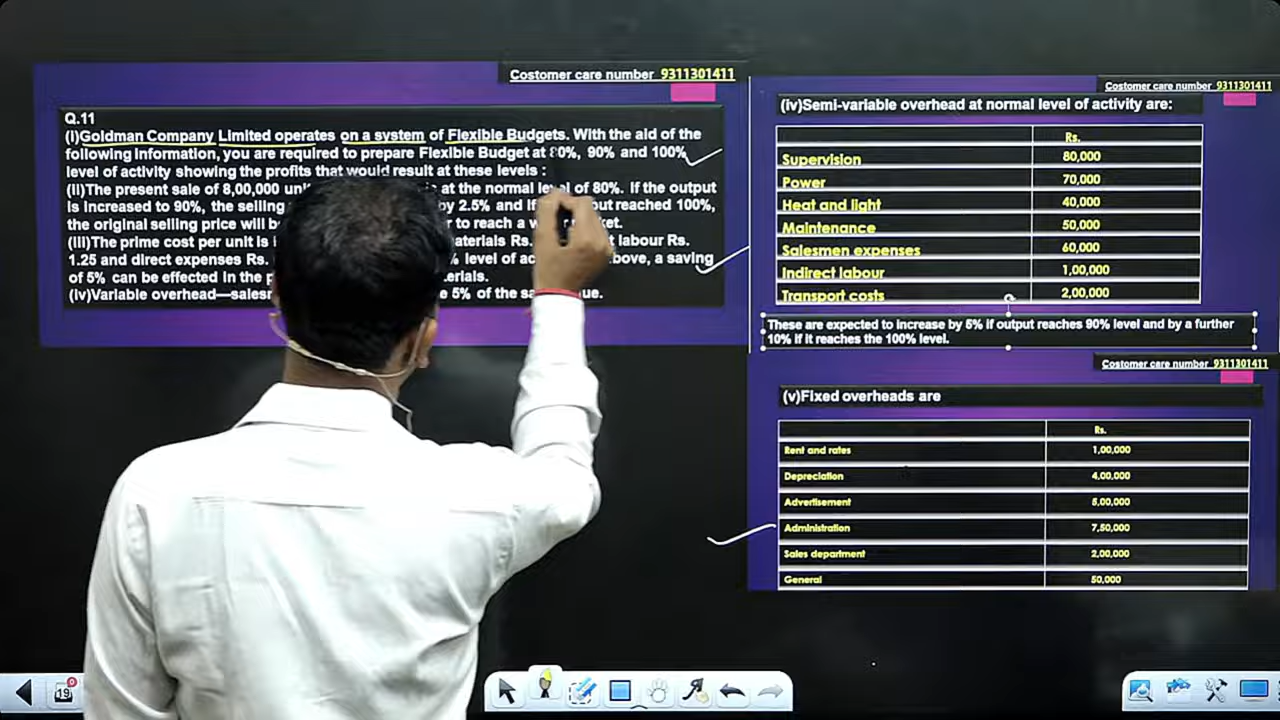 Costomer care number 9311301411
Q.11
(i)Goldman Company Limited operates on a system of Flexible Budgets. With the aid of the
following information, you are required to prepare Flexible Budget at 80%, 90% and 100%
level of activity showing the profits that would result at these levels :
(ii)The present sale of 8,00,000 at the normal level of 80%. If the output
is increased to 90%, the selling by 2.5% and if reached 100%,
the original selling price will be to reach a
(iii)The prime cost per unit is Rs. labour Rs.
1.25 and direct expenses Rs. level of a saving
of 5% can be effected in the
(iv)Variable overhead— 5% of the
Costomer care number 9311301411
(iv)Semi-variable overhead at normal level of activity are:
Rs.
Supervision 80,000
Power 70,000
Heat and light 40,000
Maintenance 50,000
Salesmen expenses 60,000
Indirect labour 1,00,000
Transport costs 2,00,000
These are expected to increase by 5% if output reaches 90% level and by a further
10% if it reaches the 100% level.
Costomer care number 9311301411
(v)Fixed overheads are
Rs.
Rent and rates 1,00,000
Depreciation 4,00,000
Advertisement 5,00,000
Administration 7,50,000
Sales department 2,00,000
General 50,000
19
0